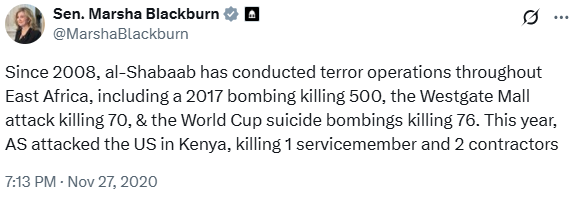 Sen. Marsha Blackburn
@MarshaBlackburn
Since 2008, al-Shabaab has conducted terror operations throughout
East Africa, including a 2017 bombing killing 500, the Westgate Mall
attack killing 70, & the World Cup suicide bombings killing 76. This year,
AS attacked the US in Kenya, killing 1 servicemember and 2 contractors
7:13 PM · Nov 27, 2020